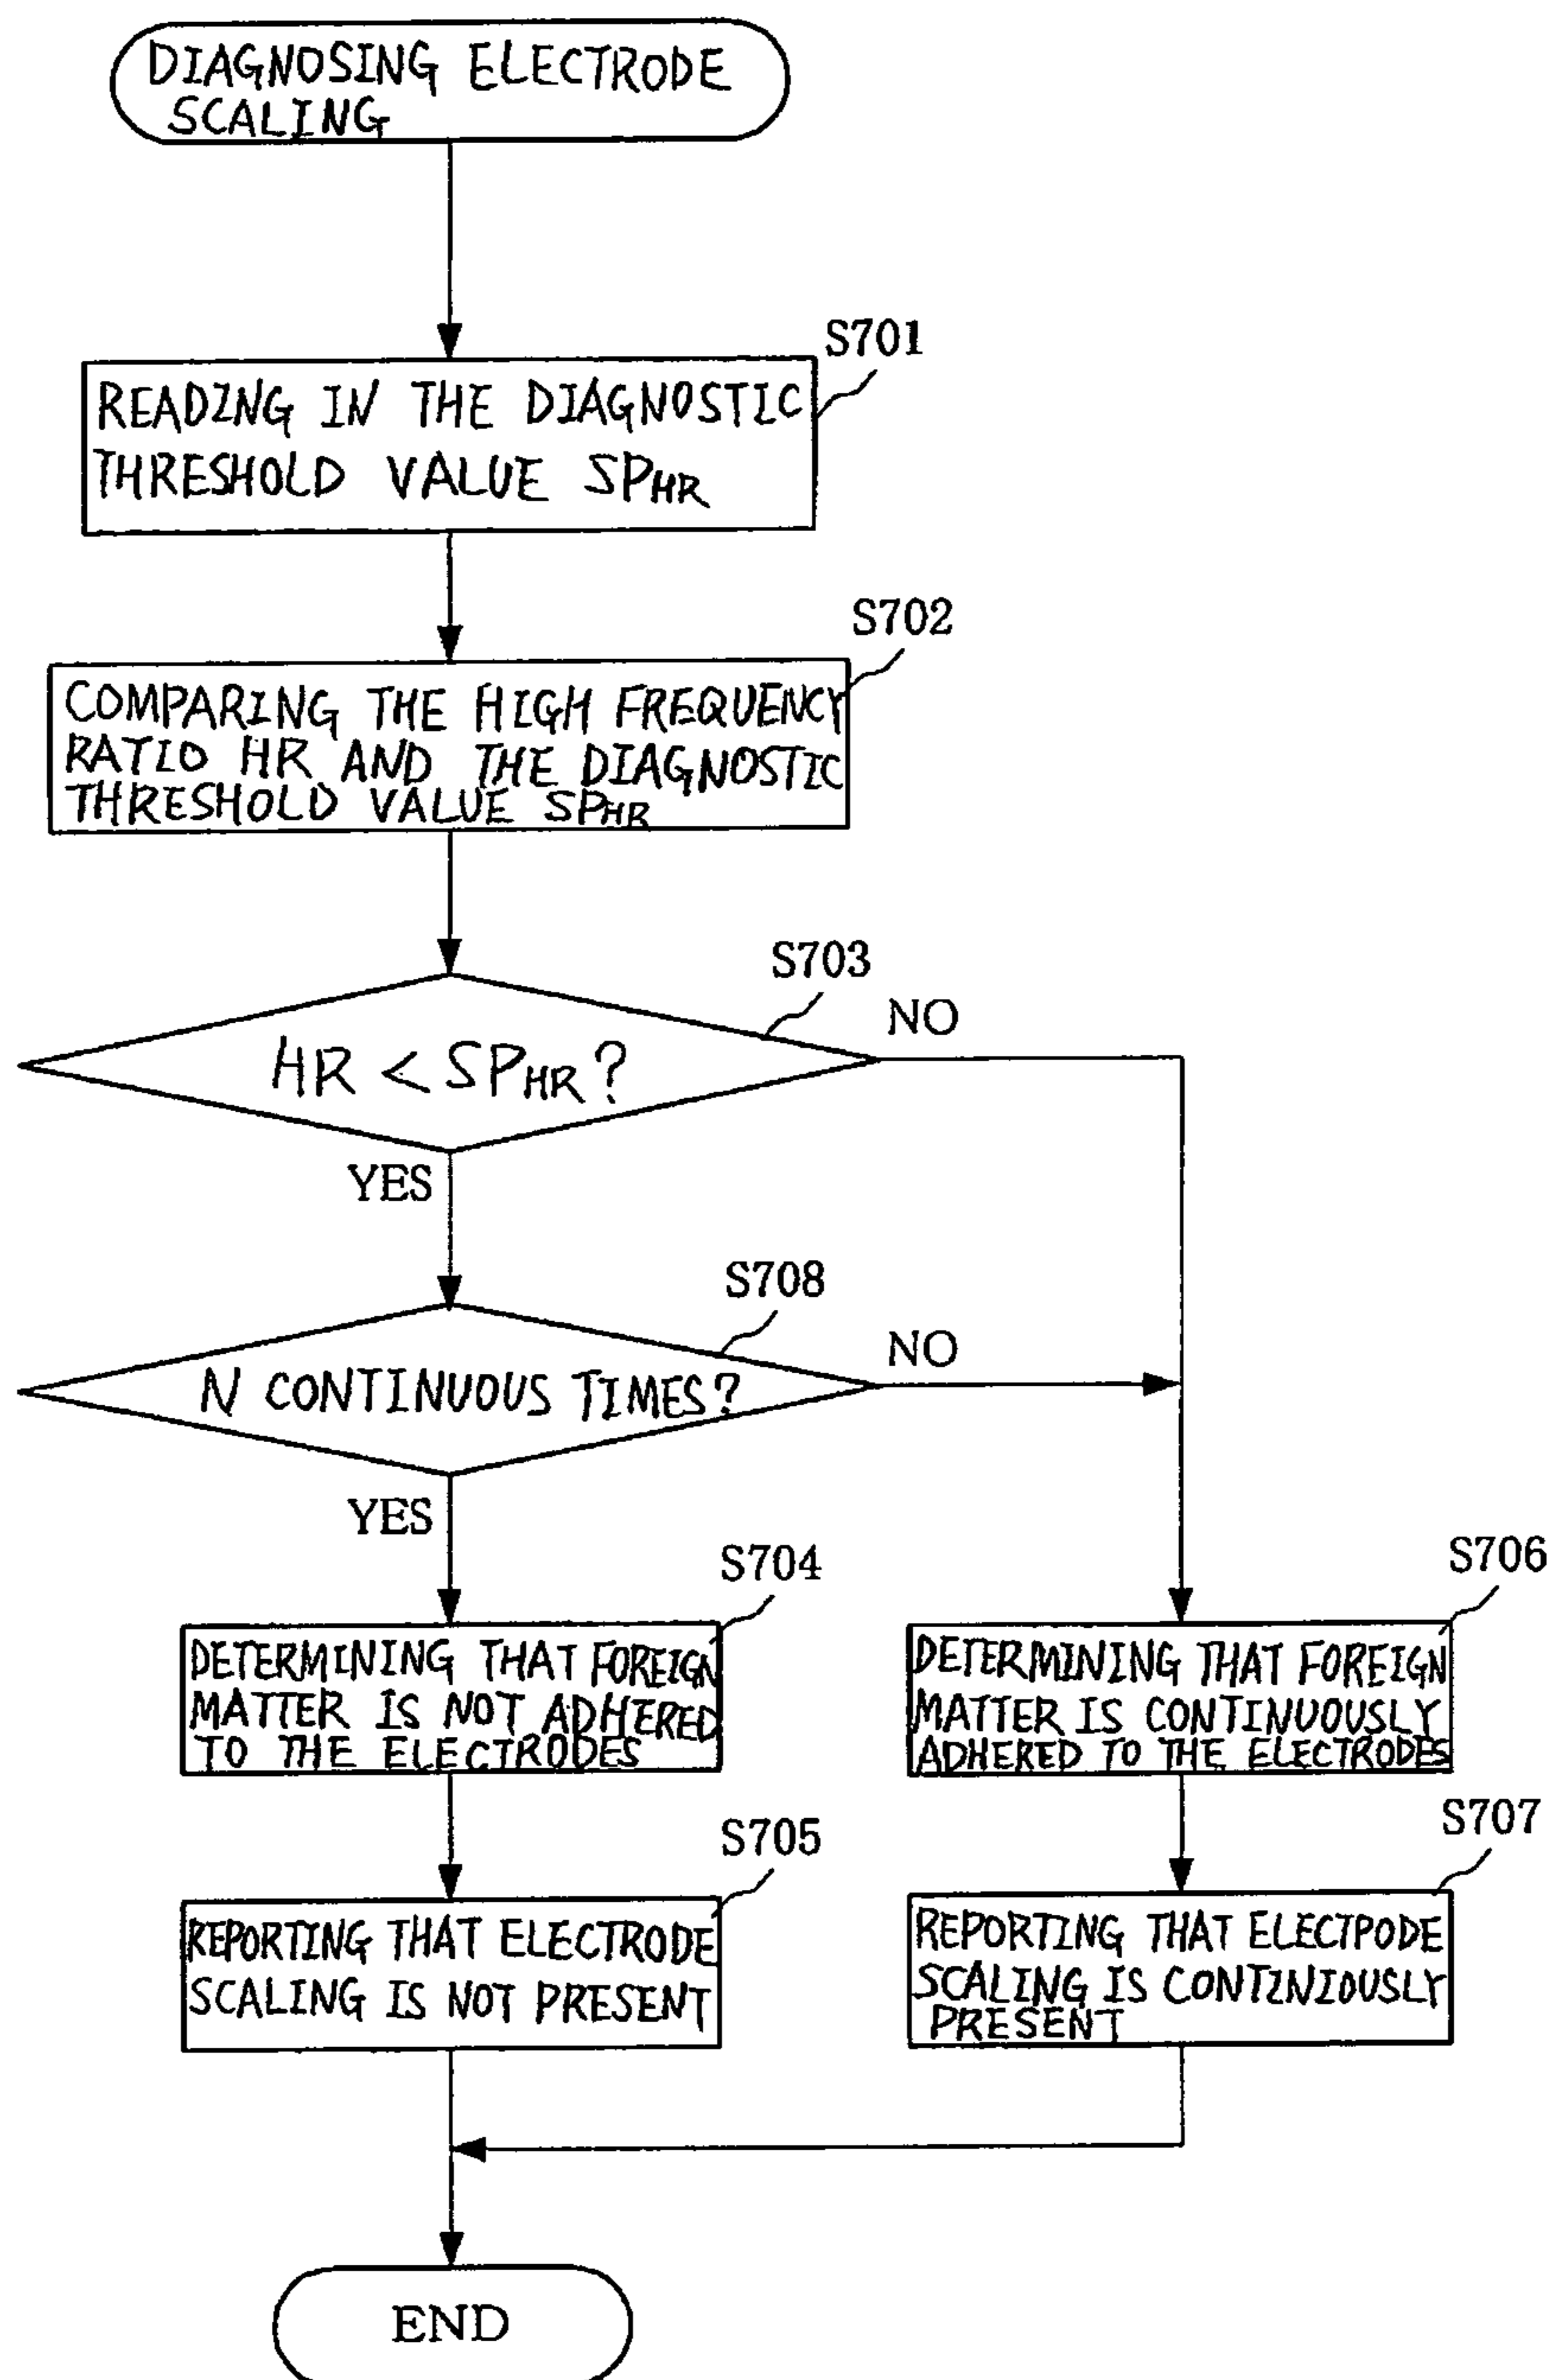 DIAGNOSING ELECTRODE
SCALING
S701
READING IN THE DIAGNOSTIC
THRESHOLD VALUE SPHR
S702
COMPARING THE HIGH FREQUENCY
RATIO HR AND THE DIAGNOSTIC
THRESHOLD VALUE SPHR
S703
HR < SPHR?
NO
YES
S708
N CONTINUOUS TIMES?
NO
YES
S704
DETERMINING THAT FOREIGN
MATTER IS NOT ADHERED
TO THE ELECTRODES
S706
DETERMINING THAT FOREIGN
MATTER IS CONTINUOUSLY
ADHERED TO THE ELECTRODES
S705
REPORTING THAT ELECTRODE
SCALING IS NOT PRESENT
S707
REPORTING THAT ELECTPODE
SCALING IS CONTINIOUSLY
PRESENT
END